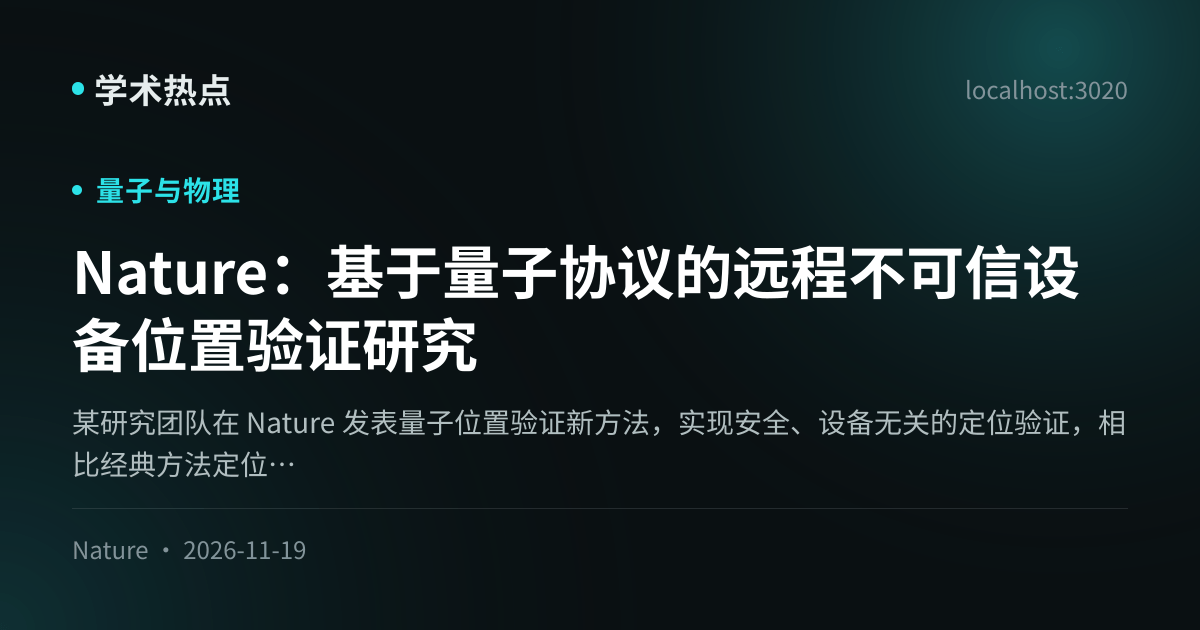 学术热点
localhost:3020
量子与物理
Nature：基于量子协议的远程不可信设
备位置验证研究
某研究团队在 Nature 发表量子位置验证新方法，实现安全、设备无关的定位验证，相
比经典方法定位…
Nature · 2026-11-19